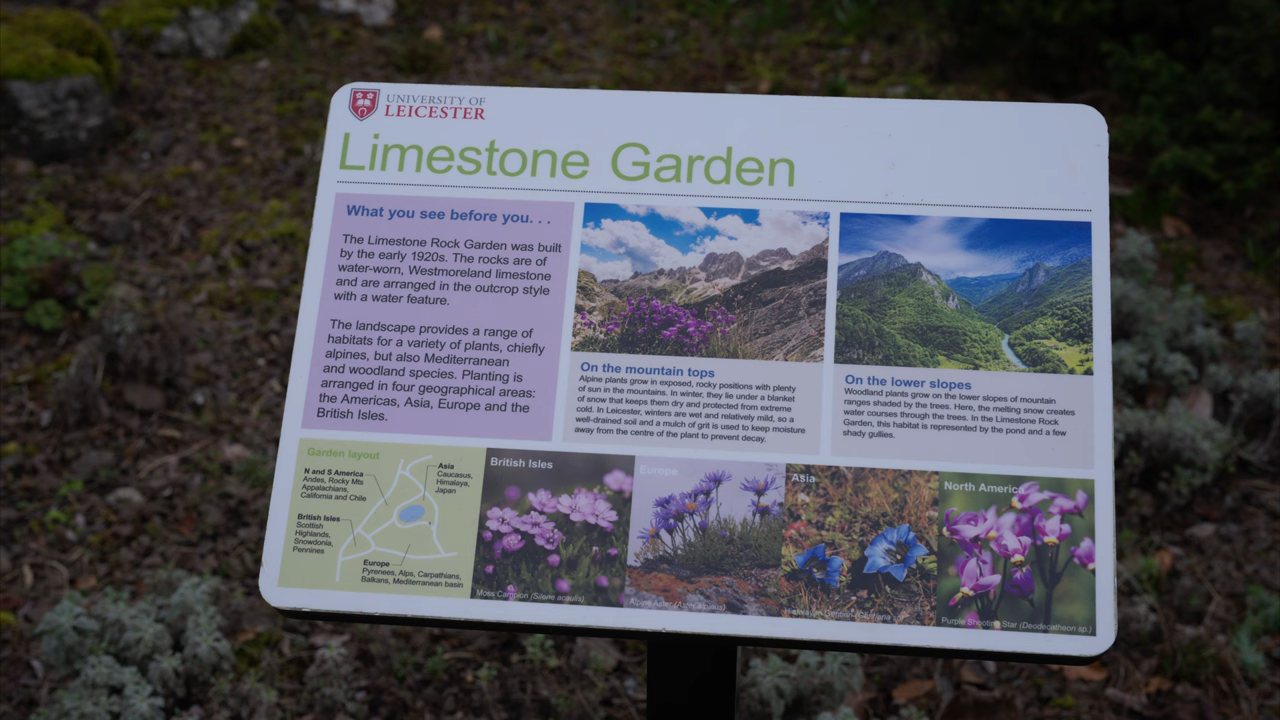 UNIVERSITY OF
LEICESTER
Limestone Garden
What you see before you. . .
The Limestone Rock Garden was built
by the early 1920s. The rocks are of
water-worn, Westmoreland limestone
and are arranged in the outcrop style
with a water feature.
The landscape provides a range of
habitats for a variety of plants, chiefly
alpines, but also Mediterranean
and woodland species. Planting is
arranged in four geographical areas:
the Americas, Asia, Europe and the
British Isles.
On the mountain tops
Alpine plants grow in exposed, rocky positions with plenty
of sun in the mountains. In winter, they lie under a blanket
of snow that keeps them dry and protected from extreme
cold. In Leicester, winters are wet and relatively mild, so a
well-drained soil and a mulch of grit is used to keep moisture
away from the centre of the plant to prevent decay.
On the lower slopes
Woodland plants grow on the lower slopes of mountain
ranges shaded by the trees. Here, the melting snow creates
water courses through the trees. In the Limestone Rock
Garden, this habitat is represented by the pond and a few
shady gullies.
Garden layout
N and S America
Andes, Rocky Mts
Appalachians,
California and Chile
Asia
Caucasus,
Himalaya,
Japan
British Isles
Scottish
Highlands,
Snowdonia,
Pennines
Europe
Pyrenees, Alps, Carpathians,
Balkans, Mediterranean basin
British Isles
Moss Campion (Silene acaulis)
Europe
Alpine Aster (Aster alpinus)
Asia
North America
Purple Shooting Star (Deodecatheon sp.)